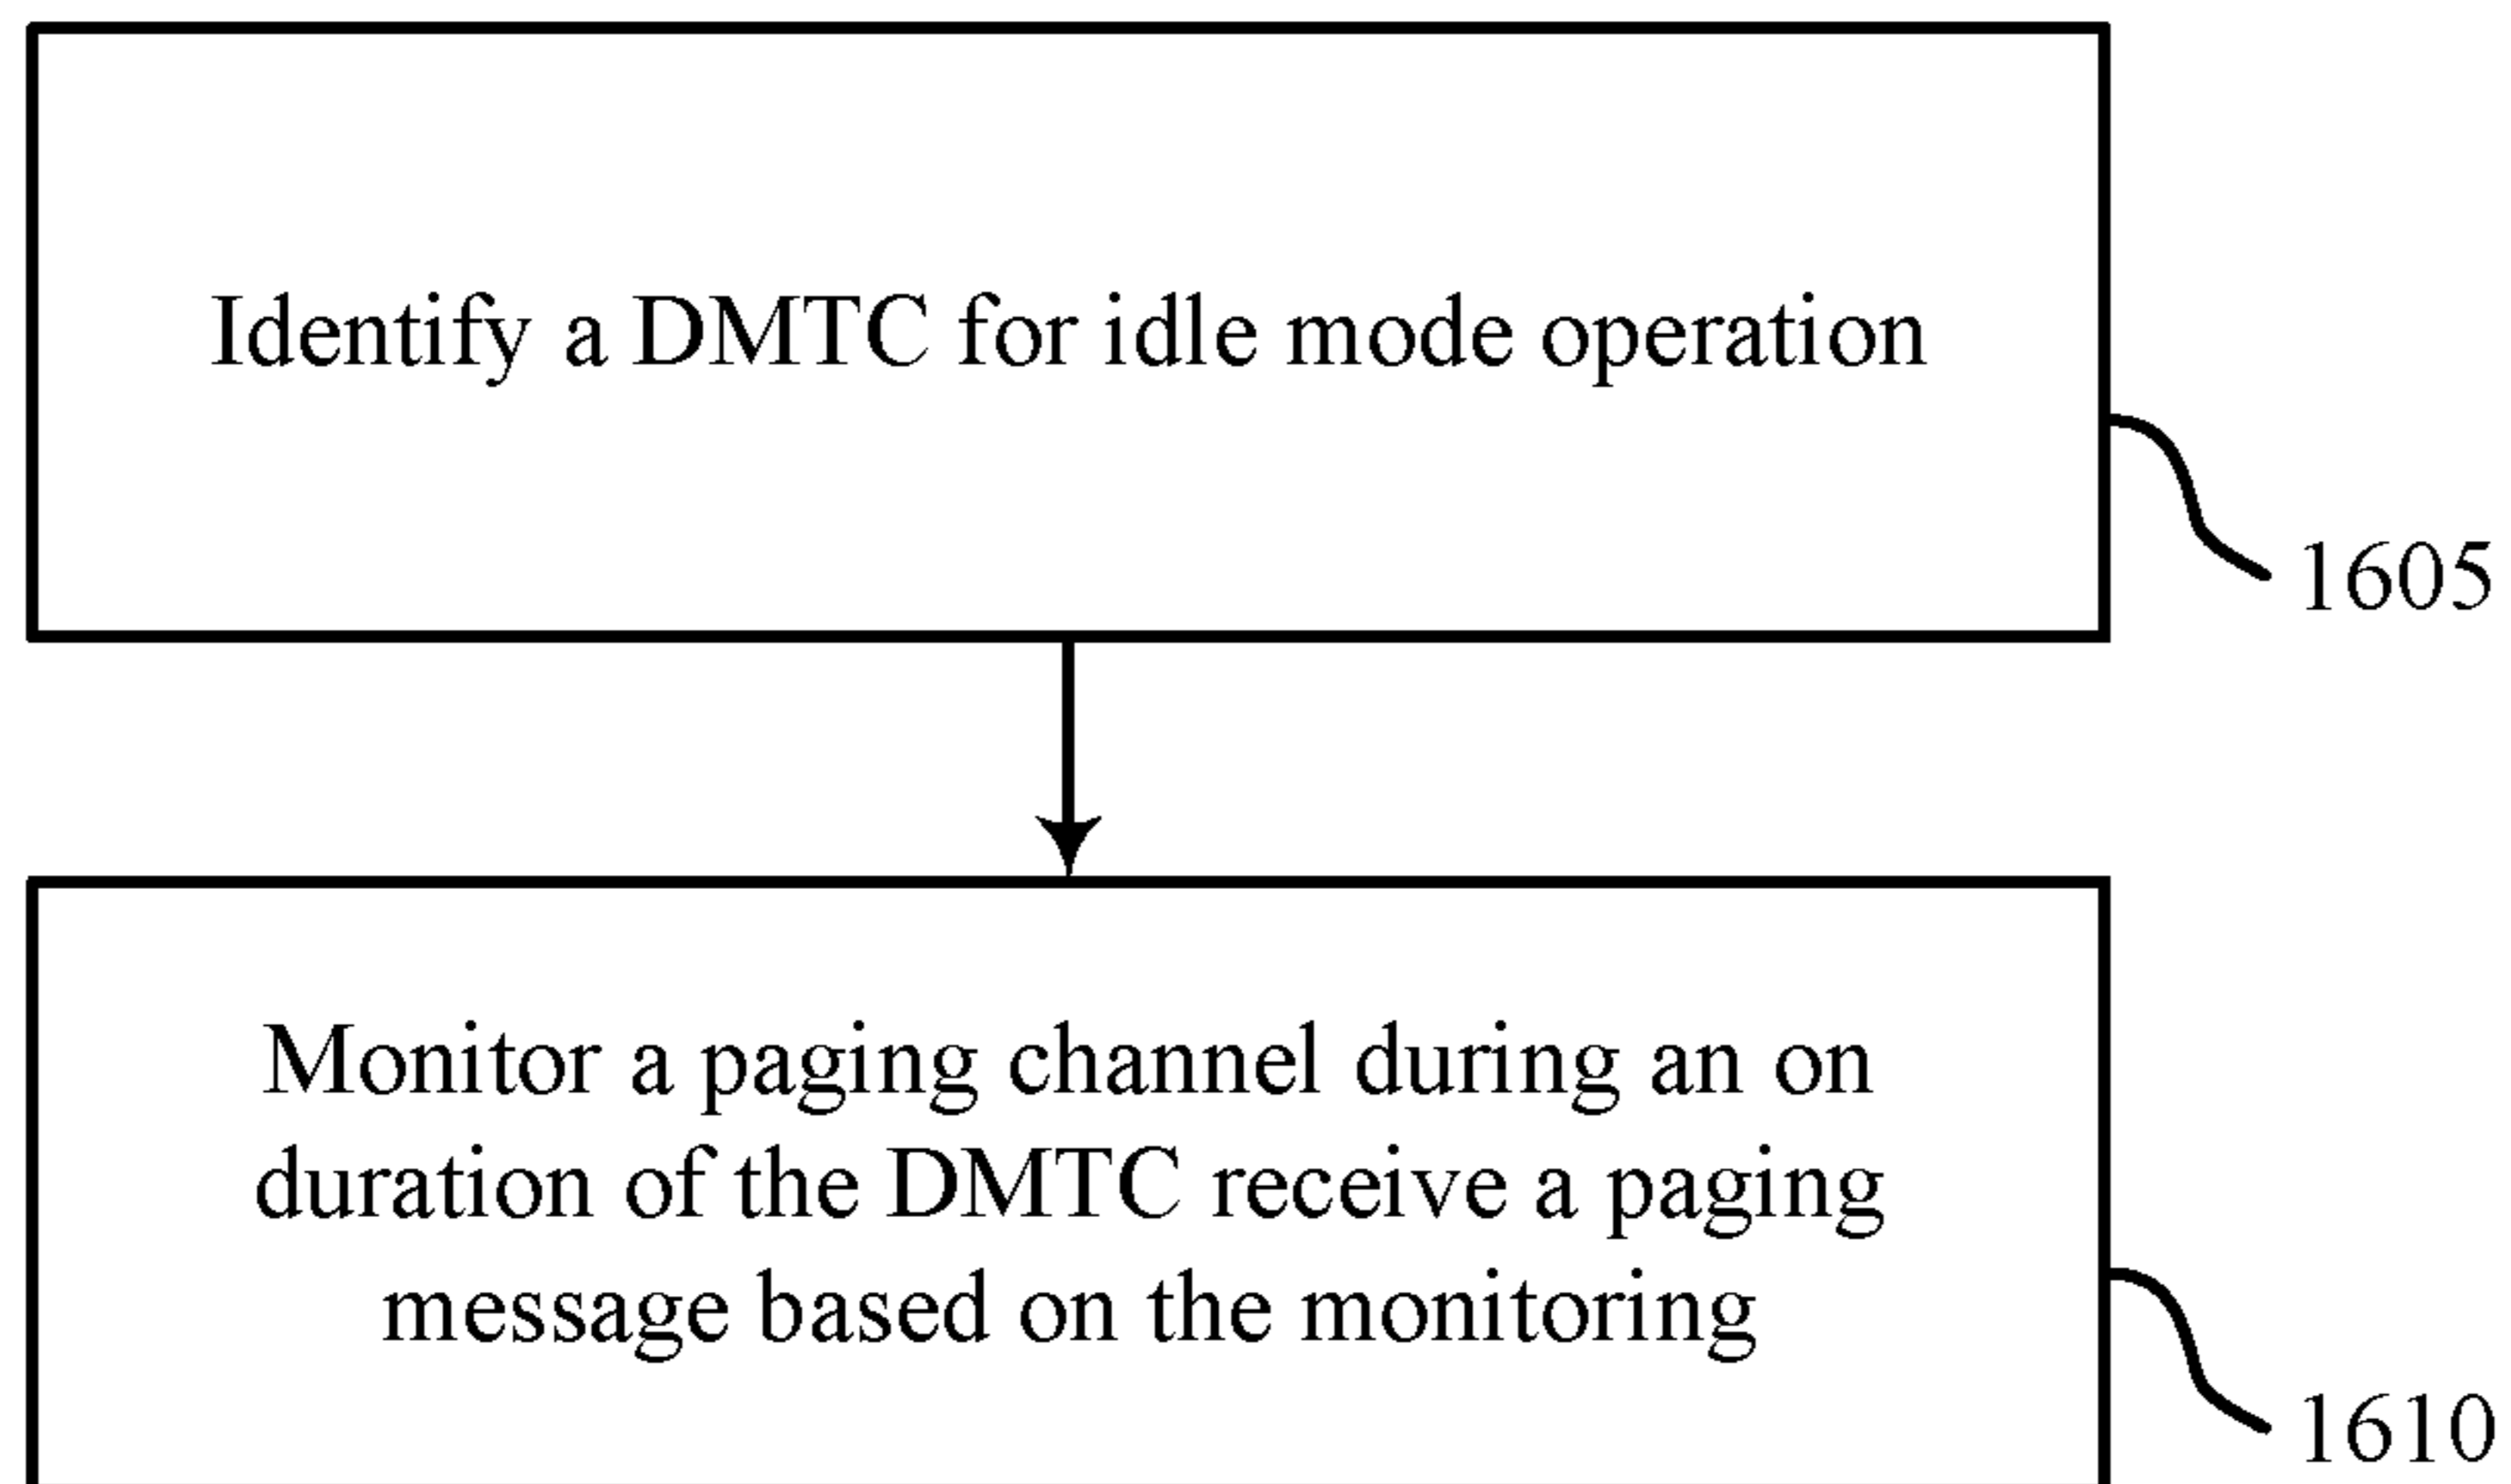 Identify a DMTC for idle mode operation
1605
Monitor a paging channel during an on
duration of the DMTC receive a paging
message based on the monitoring
1610